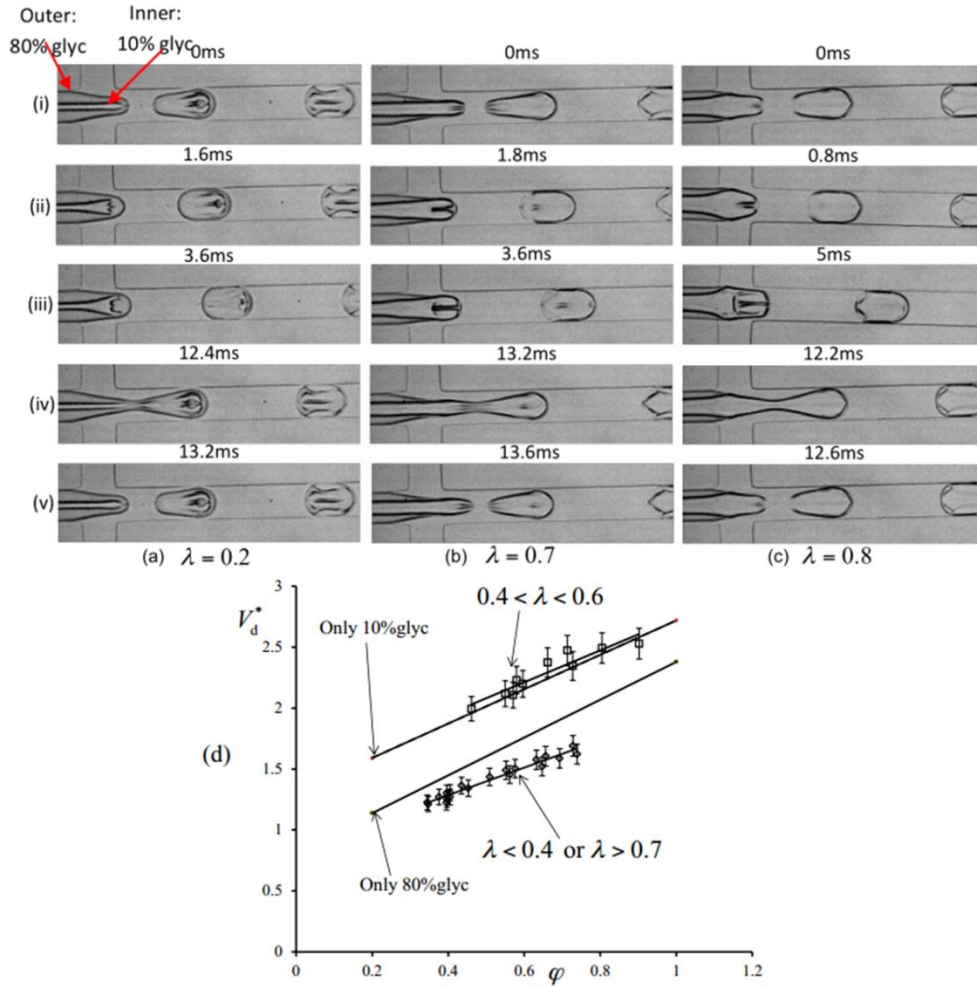 Outer:
80% glyc
Inner:
10% glyc
0ms
0ms
0ms
(i)
1.6ms
1.8ms
0.8ms
(ii)
3.6ms
3.6ms
5ms
(iii)
12.4ms
13.2ms
12.2ms
(iv)
13.2ms
13.6ms
12.6ms
(v)
(a) λ = 0.2
(b) λ = 0.7
(c) λ = 0.8
3
V_d^*
0.4 < λ < 0.6
Only 10%glyc
2.5
2
(d)
1.5
1
λ < 0.4 or λ > 0.7
Only 80%glyc
0.5
0
0 0.2 0.4 0.6 0.8 1 1.2
φ